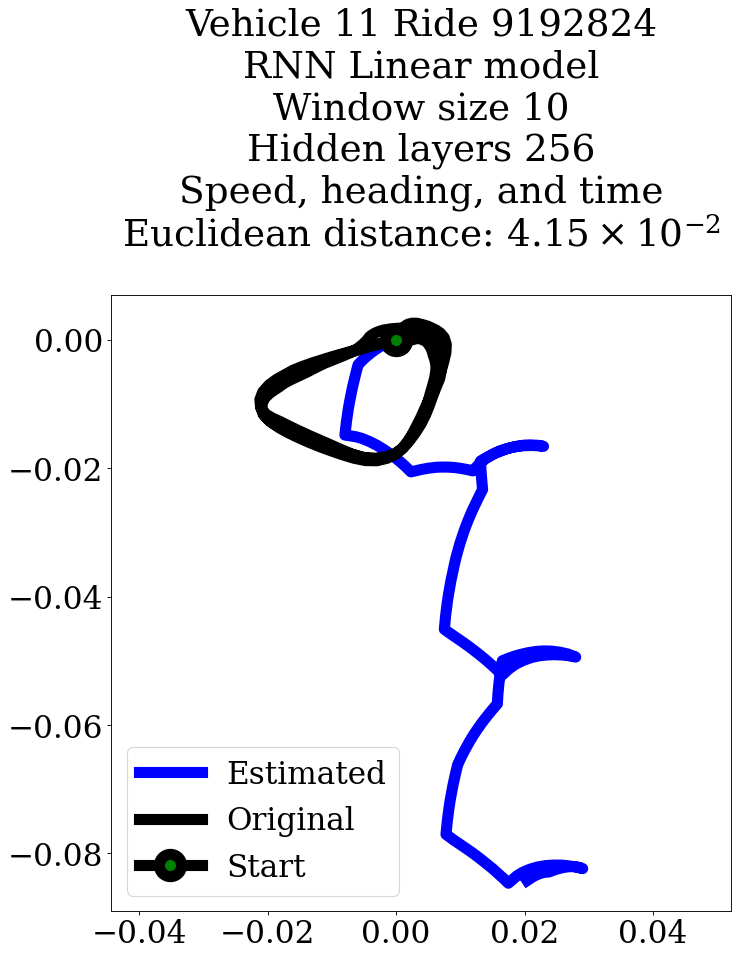 Vehicle 11 Ride 9192824
RNN Linear model
Window size 10
Hidden layers 256
Speed, heading, and time
Euclidean distance: 4.15 × 10⁻²
0.00
−0.02
−0.04
−0.06
−0.08
Estimated
Original
Start
−0.04
−0.02
0.00
0.02
0.04